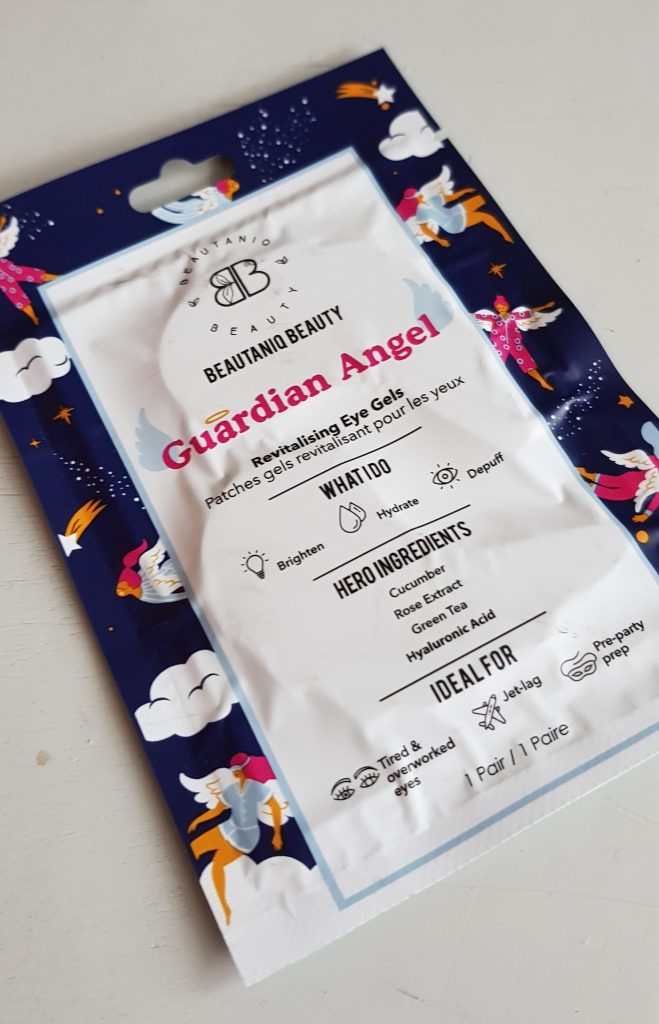 BEAUTANIQ
BB
BEAUTY
BEAUTANIQ BEAUTY
Guardian Angel
Revitalising Eye Gels
Patches gels revitalisant pour les yeux
WHAT I DO
Brighten
Hydrate
Depuff
HERO INGREDIENTS
Cucumber
Rose Extract
Green Tea
Hyaluronic Acid
IDEAL FOR
Tired &
overworked
eyes
Jet-lag
Pre-party
prep
1 Pair / 1 Paire